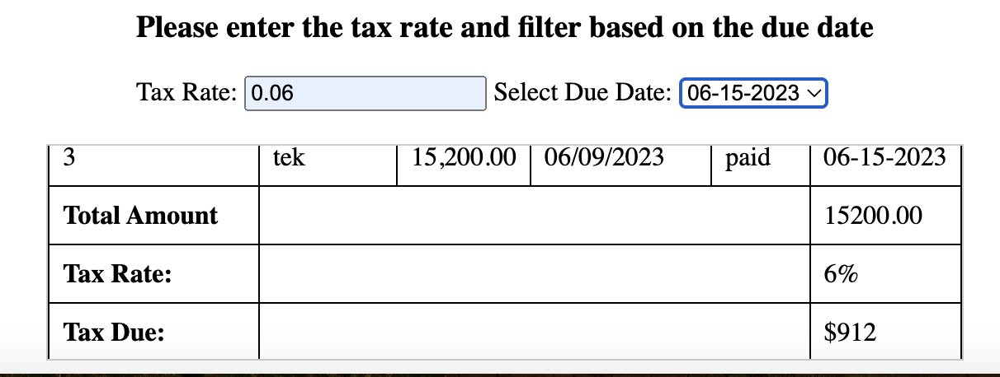 Please enter the tax rate and filter based on the due date
Tax Rate: 0.06 Select Due Date: 06-15-2023
3 tek 15,200.00 06/09/2023 paid 06-15-2023
Total Amount 15200.00
Tax Rate: 6%
Tax Due: $912